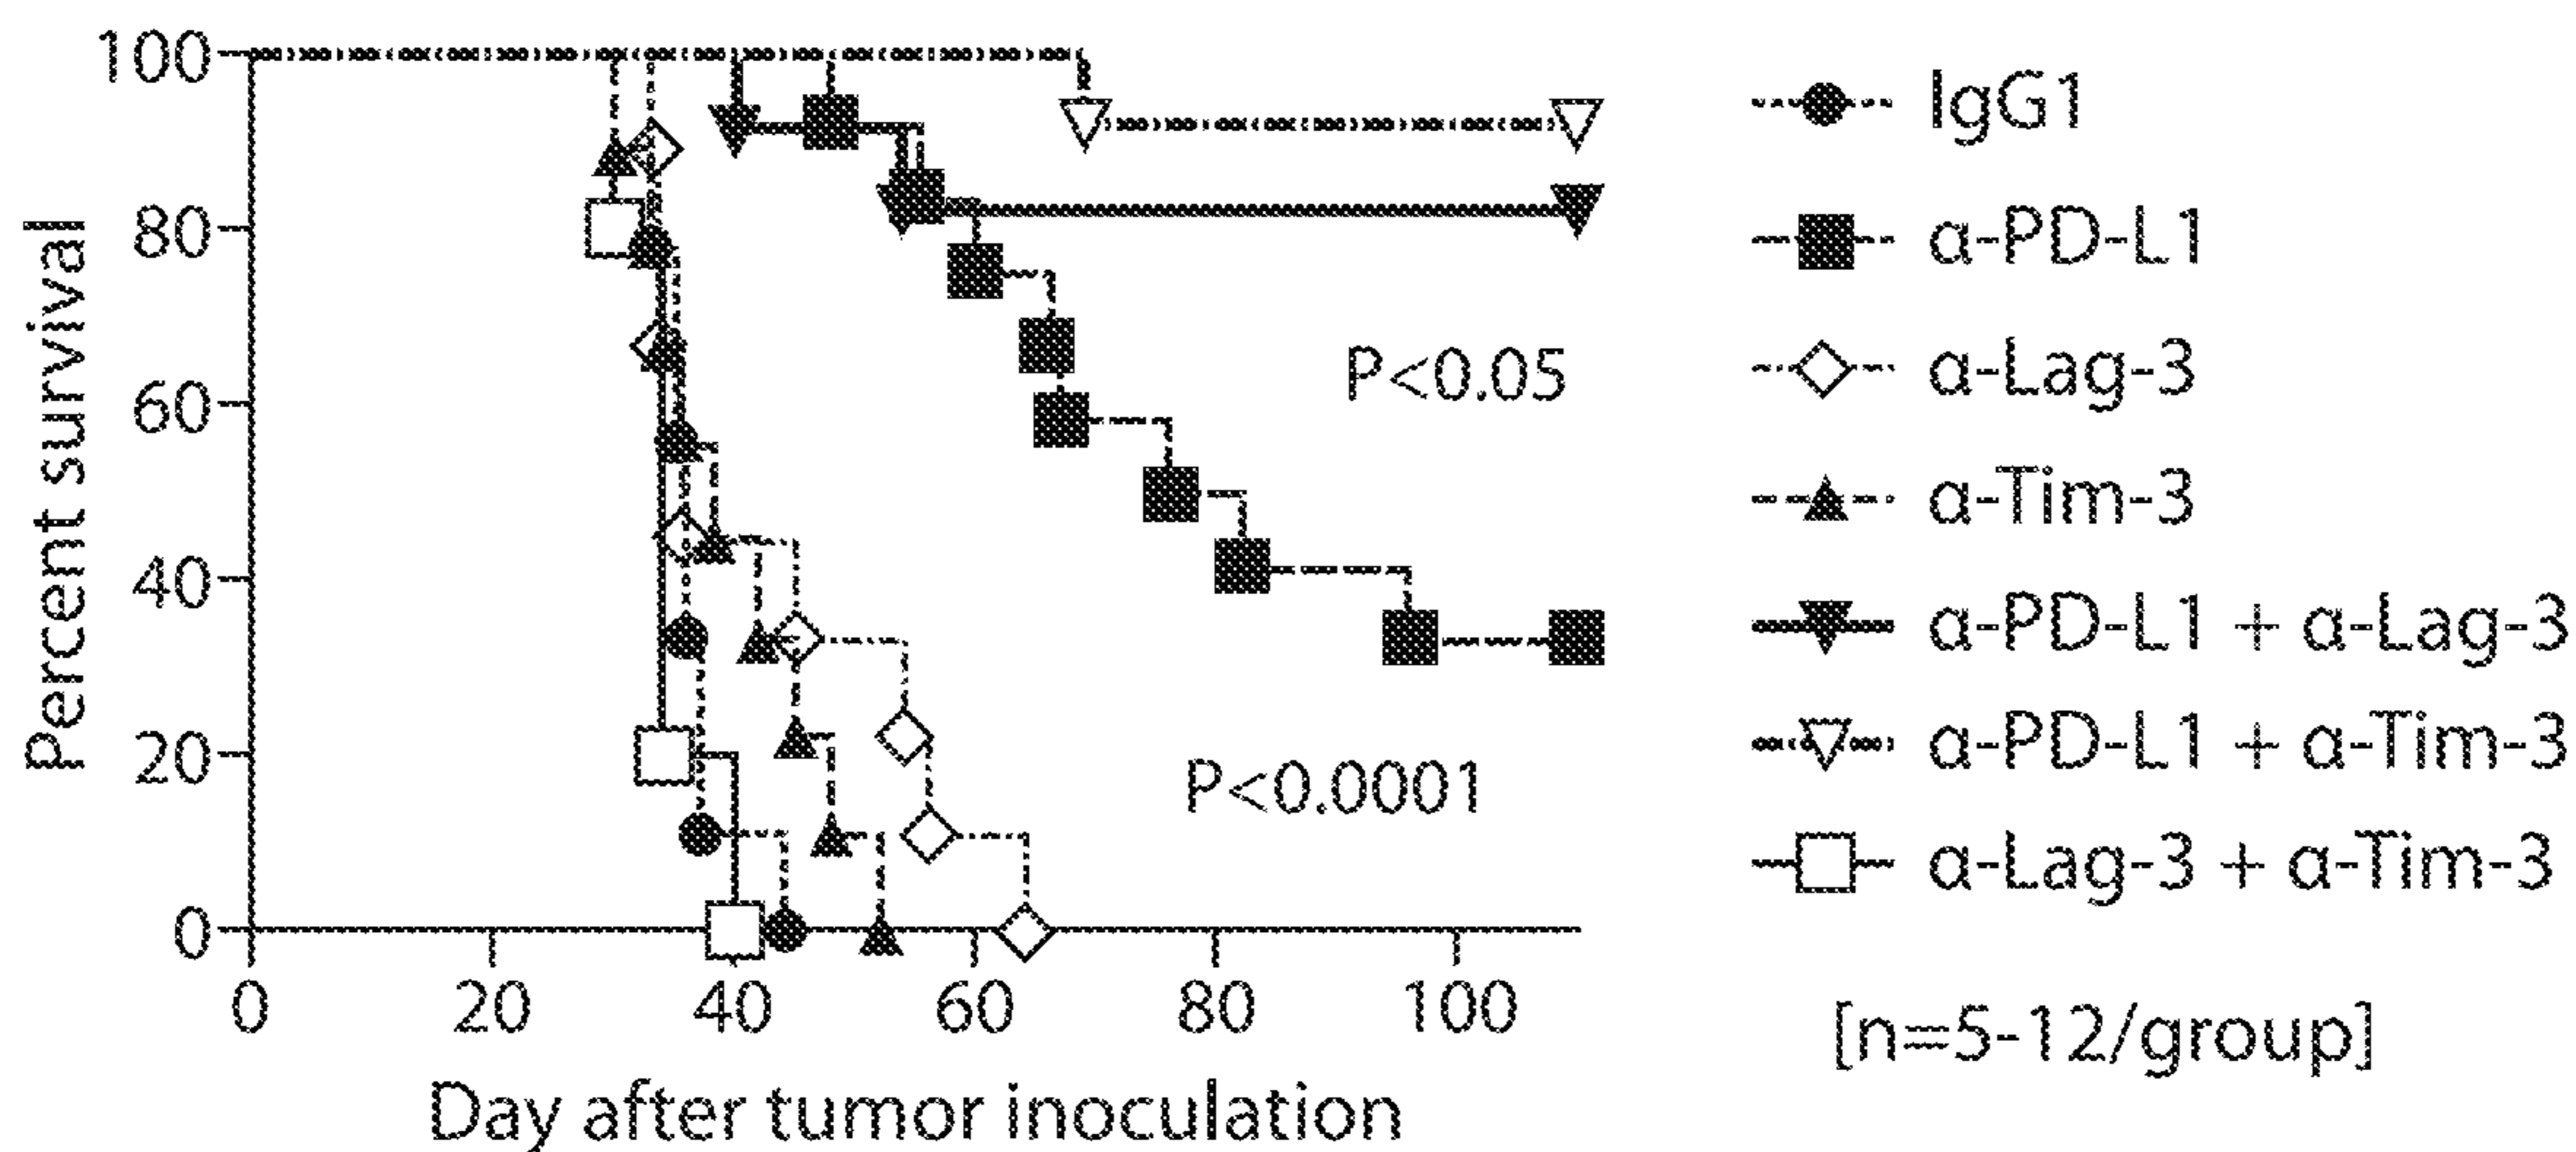 Percent survival
100
80
60
40
20
0
0 20 40 60 80 100
Day after tumor inoculation
P<0.05
P<0.0001
IgG1
α-PD-L1
α-Lag-3
α-Tim-3
α-PD-L1 + α-Lag-3
α-PD-L1 + α-Tim-3
α-Lag-3 + α-Tim-3
[n=5-12/group]